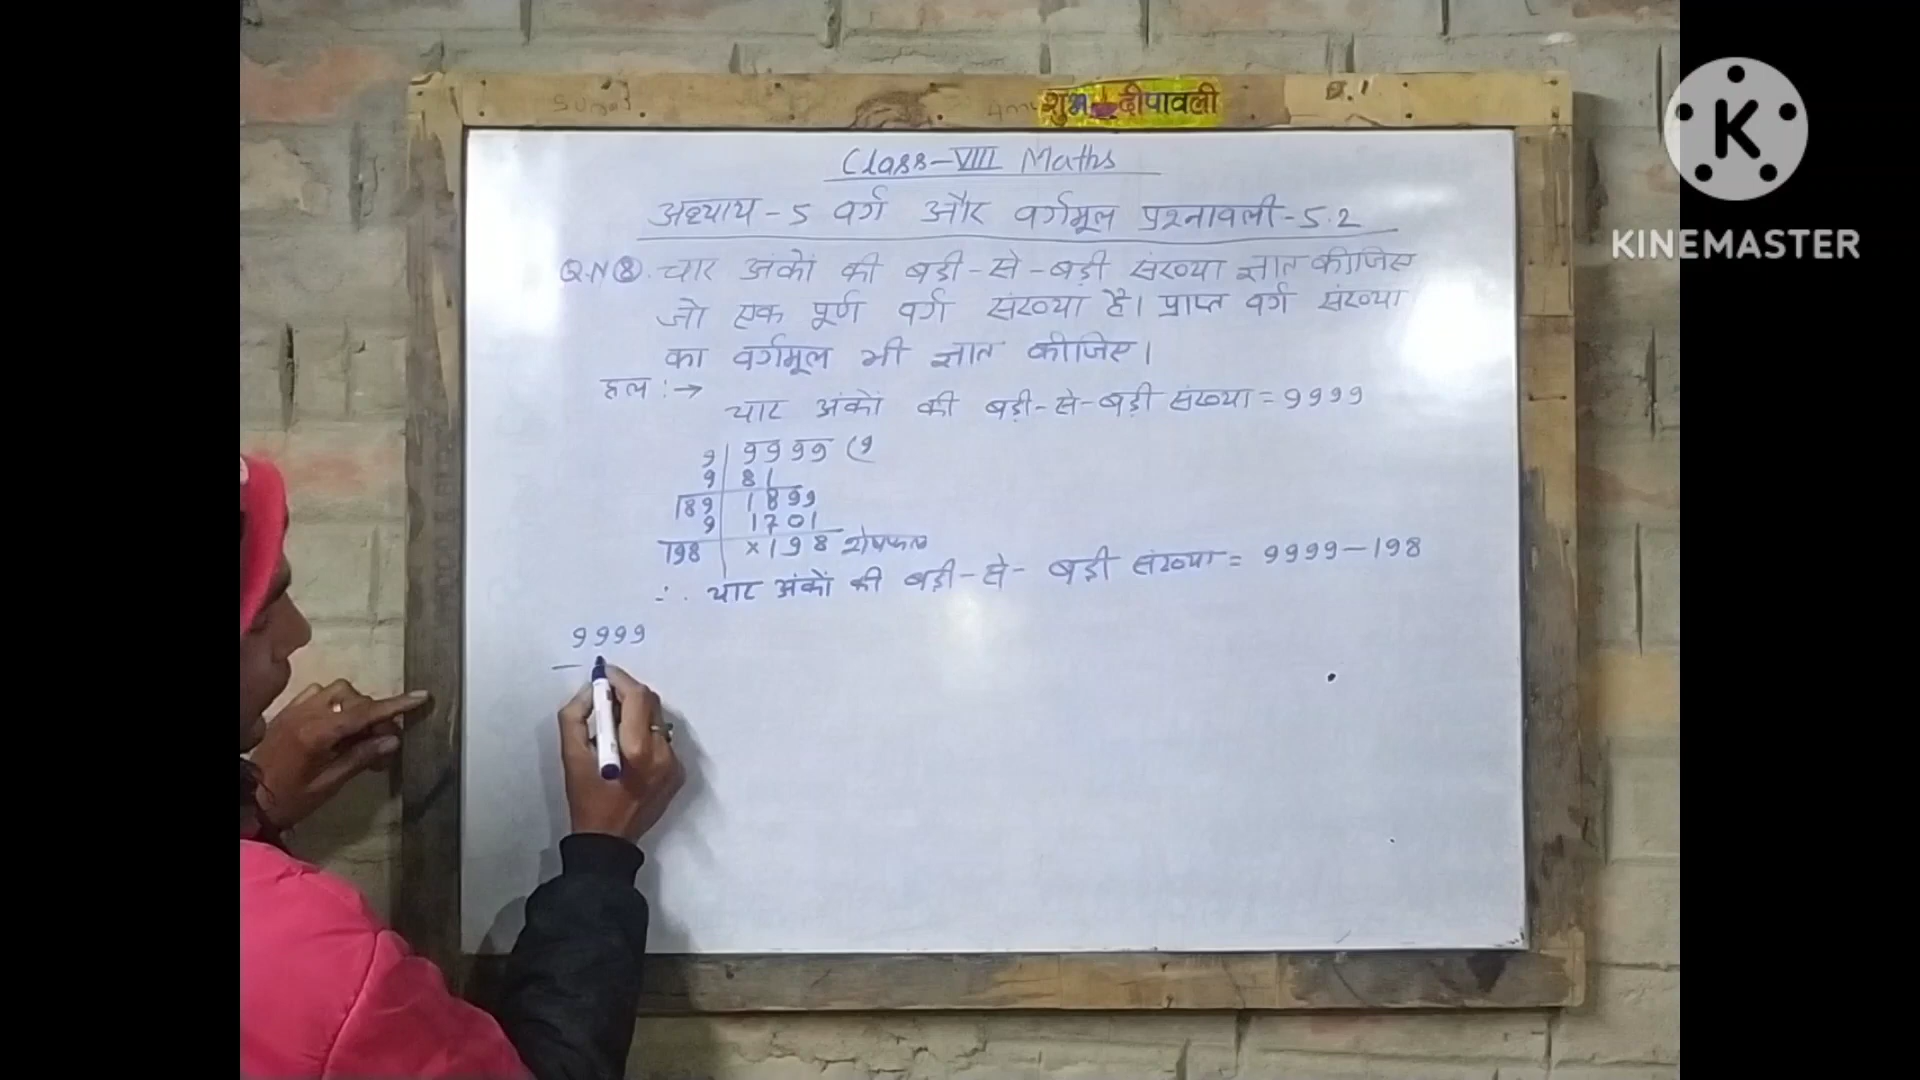 शुभ दीपावली
K
KINEMASTER
Class-VIII Maths
अध्याय-5 वर्ग और वर्गमूल प्रश्नावली-5.2
Q.N 8. चार अंकों की बड़ी-से-बड़ी संख्या ज्ञात कीजिए
जो एक पूर्ण वर्ग संख्या है। प्राप्त वर्ग संख्या
का वर्गमूल भी ज्ञात कीजिए।
हल :→
चार अंकों की बड़ी-से-बड़ी संख्या = 9999
9 | 9999 (9
9 | 81
189 | 1899
9 | 1701
198 | ×198 शेषफल
∴ चार अंकों की बड़ी-से-बड़ी संख्या = 9999-198
9999
-